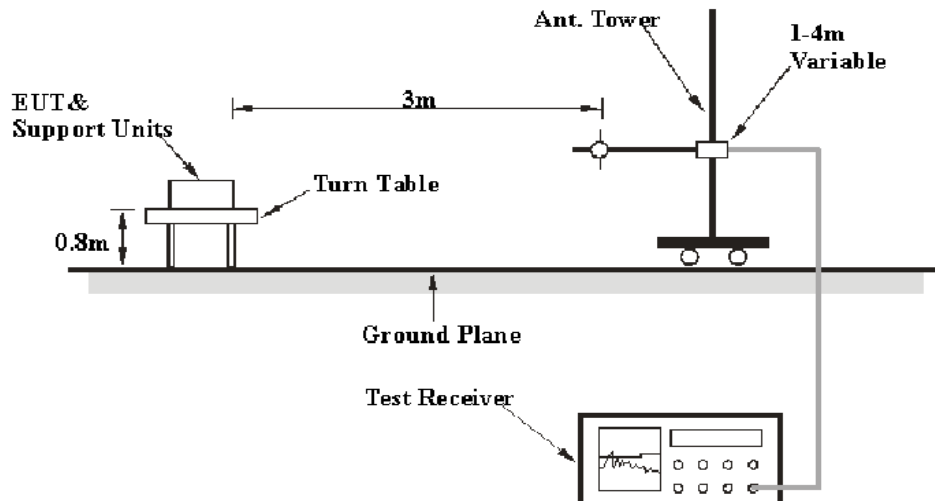 Ant. Tower
1-4m
Variable
EUT&
Support Units
3m
Turn Table
0.8m
Ground Plane
Test Receiver